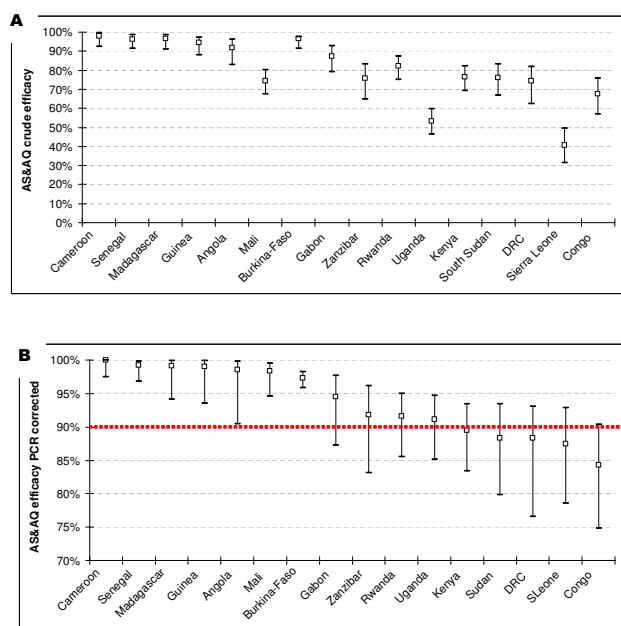 A
AS&AQ crude efficacy
100%
90%
80%
70%
60%
50%
40%
30%
20%
10%
0%
Cameroon
Senegal
Madagascar
Guinea
Angola
Mali
Burkina-Faso
Gabon
Zanzibar
Rwanda
Uganda
Kenya
South Sudan
DRC
Sierra Leone
Congo
B
AS&AQ efficacy PCR corrected
100%
95%
90%
85%
80%
75%
70%
Cameroon
Senegal
Madagascar
Guinea
Angola
Mali
Burkina-Faso
Gabon
Zanzibar
Rwanda
Uganda
Kenya
Sudan
DRC
SLeone
Congo